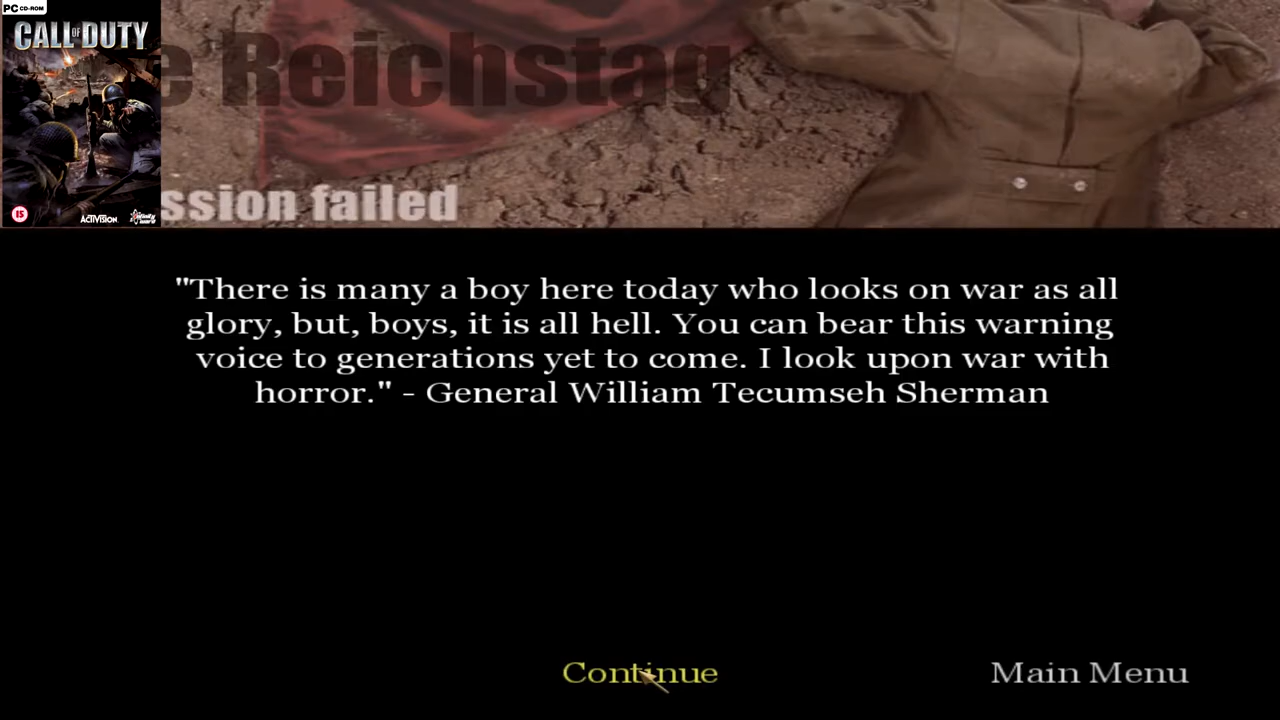 PC CD-ROM
CALL OF DUTY
e Reichstag
ssion failed
15
ACTIVISION
infinity ward
"There is many a boy here today who looks on war as all
glory, but, boys, it is all hell. You can bear this warning
voice to generations yet to come. I look upon war with
horror." - General William Tecumseh Sherman
Continue
Main Menu